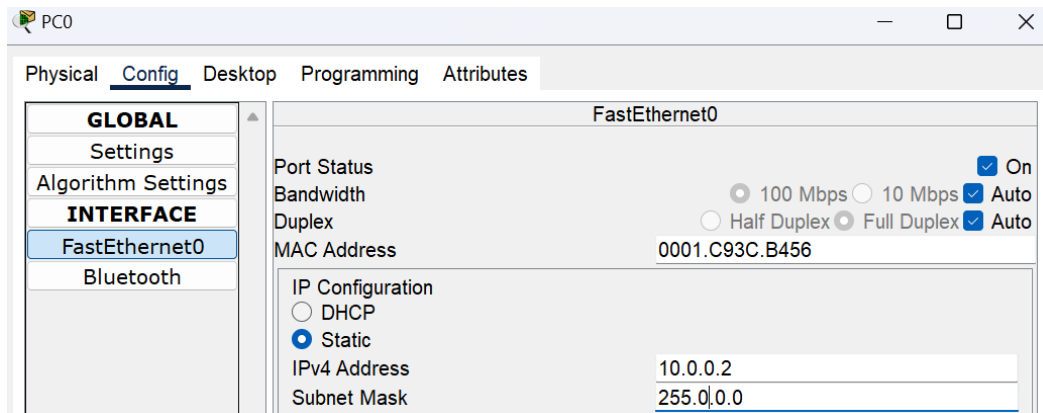 PC0
Physical Config Desktop Programming Attributes
GLOBAL
Settings
Algorithm Settings
INTERFACE
FastEthernet0
Bluetooth
FastEthernet0
Port Status On
Bandwidth 100 Mbps 10 Mbps Auto
Duplex Half Duplex Full Duplex Auto
MAC Address 0001.C93C.B456
IP Configuration
DHCP
Static
IPv4 Address 10.0.0.2
Subnet Mask 255.0.0.0